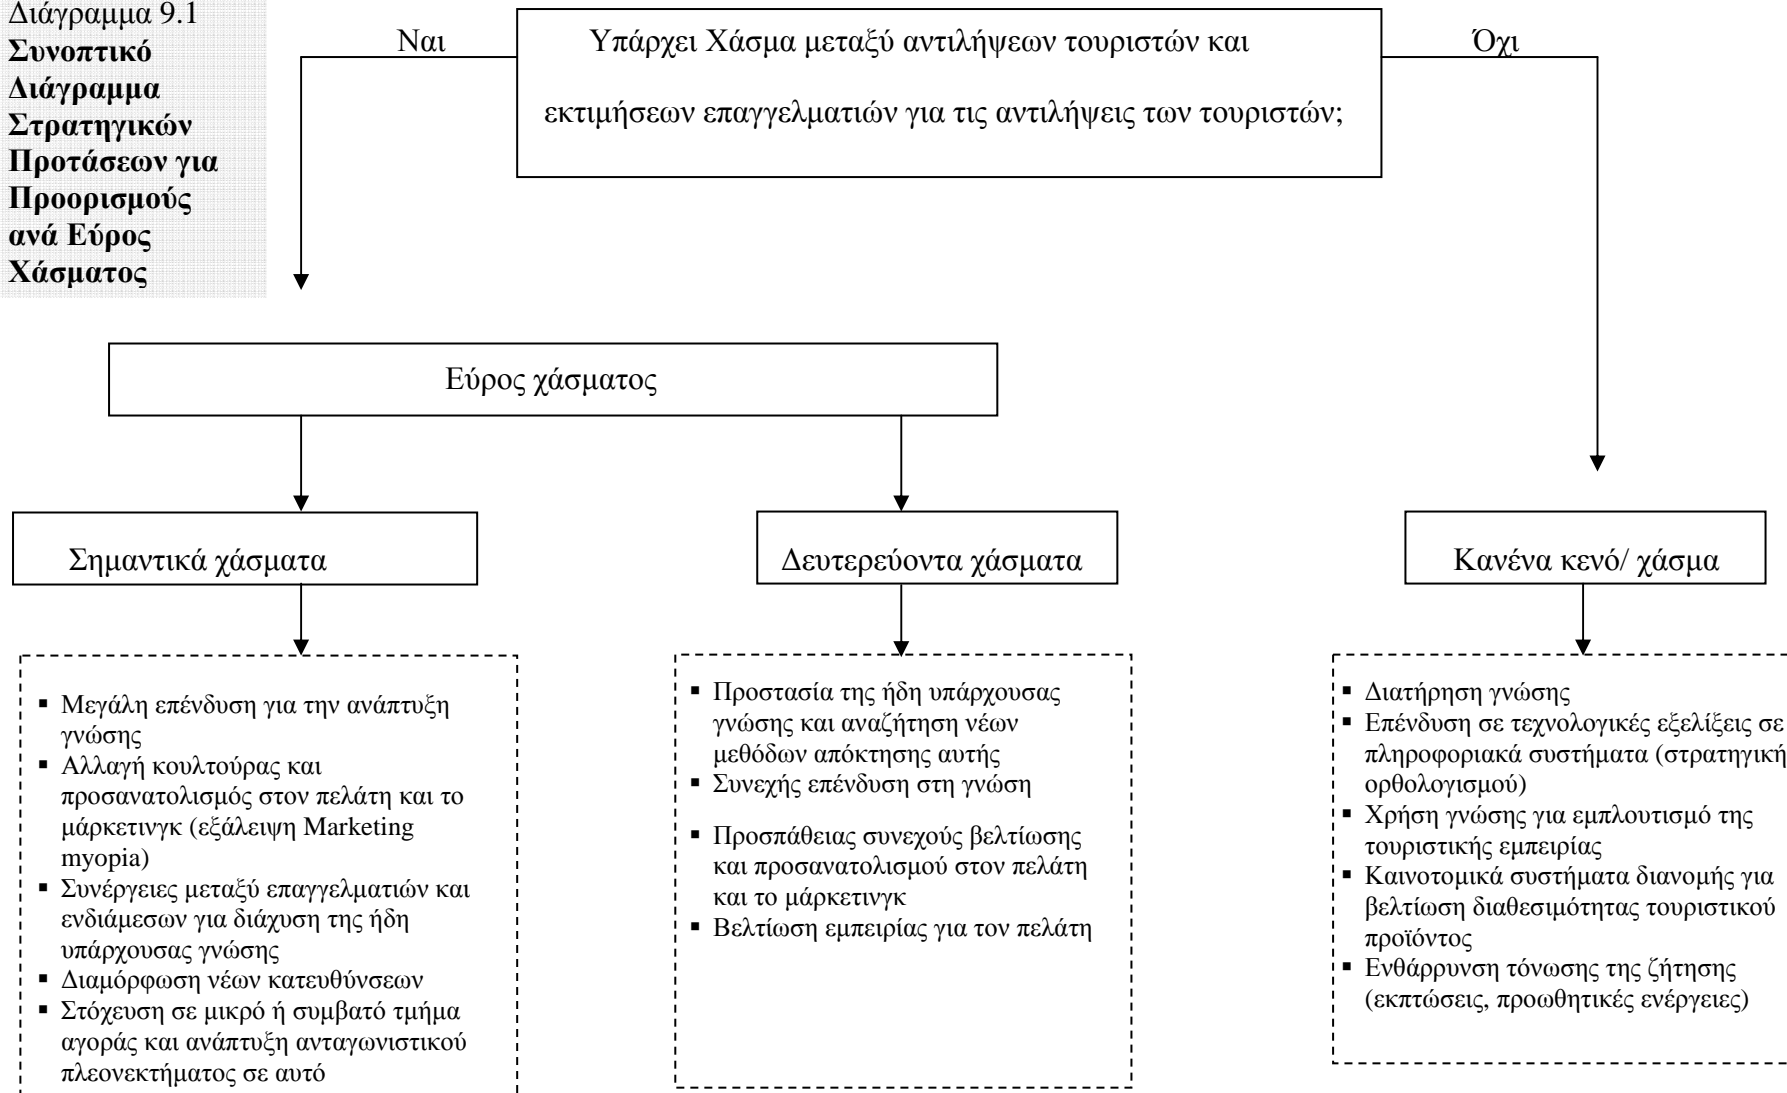 Διάγραμμα 9.1
Συνοπτικό
Διάγραμμα
Στρατηγικών
Προτάσεων για
Προορισμούς
ανά Εύρος
Χάσματος
Ναι
Υπάρχει Χάσμα μεταξύ αντιλήψεων τουριστών και
εκτιμήσεων επαγγελματιών για τις αντιλήψεις των τουριστών;
Όχι
Εύρος χάσματος
Σημαντικά χάσματα
Δευτερεύοντα χάσματα
Κανένα κενό/ χάσμα
▪ Μεγάλη επένδυση για την ανάπτυξη
γνώσης
▪ Αλλαγή κουλτούρας και
προσανατολισμός στον πελάτη και το
μάρκετινγκ (εξάλειψη Marketing
myopia)
▪ Συνέργειες μεταξύ επαγγελματιών και
ενδιάμεσων για διάχυση της ήδη
υπάρχουσας γνώσης
▪ Διαμόρφωση νέων κατευθύνσεων
▪ Στόχευση σε μικρό ή συμβατό τμήμα
αγοράς και ανάπτυξη ανταγωνιστικού
πλεονεκτήματος σε αυτό
▪ Προστασία της ήδη υπάρχουσας
γνώσης και αναζήτηση νέων
μεθόδων απόκτησης αυτής
▪ Συνεχής επένδυση στη γνώση
▪ Προσπάθειας συνεχούς βελτίωσης
και προσανατολισμού στον πελάτη
και το μάρκετινγκ
▪ Βελτίωση εμπειρίας για τον πελάτη
▪ Διατήρηση γνώσης
▪ Επένδυση σε τεχνολογικές εξελίξεις σε
πληροφοριακά συστήματα (στρατηγική
ορθολογισμού)
▪ Χρήση γνώσης για εμπλουτισμό της
τουριστικής εμπειρίας
▪ Καινοτομικά συστήματα διανομής για
βελτίωση διαθεσιμότητας τουριστικού
προϊόντος
▪ Ενθάρρυνση τόνωσης της ζήτησης
(εκπτώσεις, προωθητικές ενέργειες)